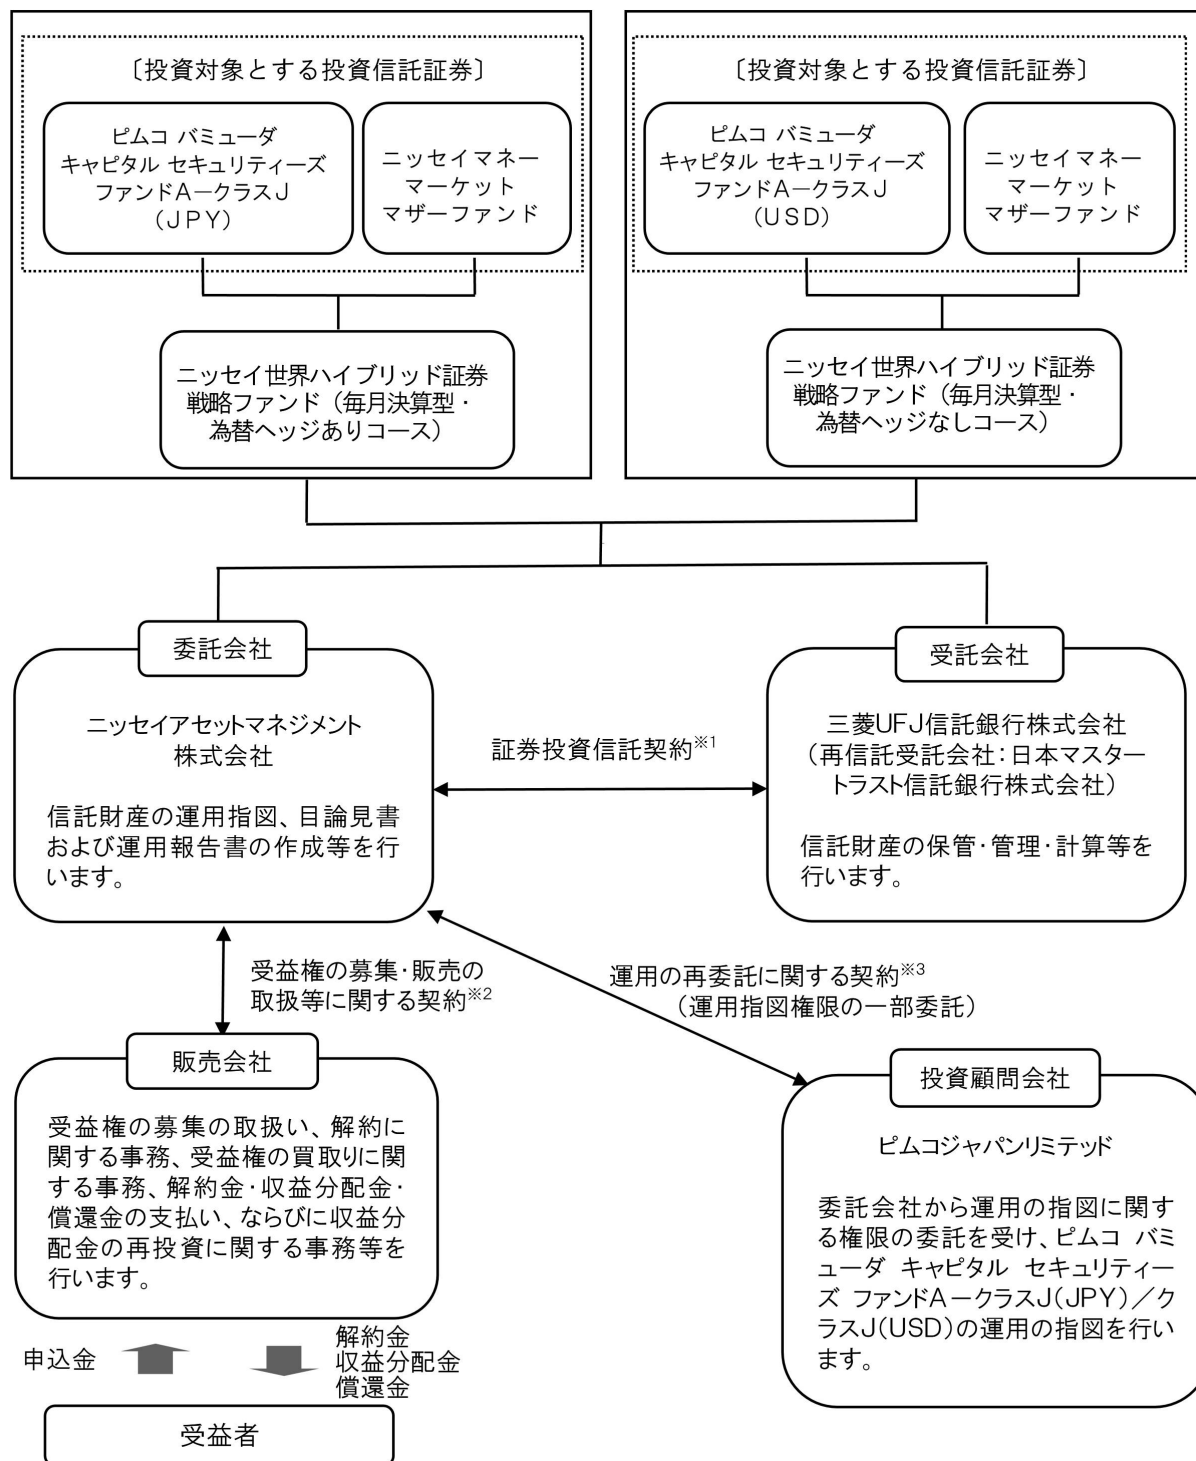 〔投資対象とする投資信託証券〕
ピムコ バミューダ
キャピタル セキュリティーズ
ファンドA－クラスJ
(JPY)
ニッセイマネー
マーケット
マザーファンド
ニッセイ世界ハイブリッド証券
戦略ファンド（毎月決算型・
為替ヘッジありコース）
〔投資対象とする投資信託証券〕
ピムコ バミューダ
キャピタル セキュリティーズ
ファンドA－クラスJ
(USD)
ニッセイマネー
マーケット
マザーファンド
ニッセイ世界ハイブリッド証券
戦略ファンド（毎月決算型・
為替ヘッジなしコース）
委託会社
ニッセイアセットマネジメント
株式会社
信託財産の運用指図、目論見書
および運用報告書の作成等を行
います。
証券投資信託契約※1
受託会社
三菱UFJ信託銀行株式会社
（再信託受託会社：日本マスター
トラスト信託銀行株式会社）
信託財産の保管・管理・計算等を
行います。
受益権の募集・販売の
取扱等に関する契約※2
運用の再委託に関する契約※3
（運用指図権限の一部委託）
販売会社
受益権の募集の取扱い、解約に
関する事務、受益権の買取りに関
する事務、解約金・収益分配金・
償還金の支払い、ならびに収益分
配金の再投資に関する事務等を
行います。
投資顧問会社
ピムコジャパンリミテッド
委託会社から運用の指図に関す
る権限の委託を受け、ピムコ バミ
ューダ キャピタル セキュリティー
ズ ファンドA－クラスJ(JPY)／ク
ラスJ(USD)の運用の指図を行い
ます。
申込金
解約金
収益分配金
償還金
受益者